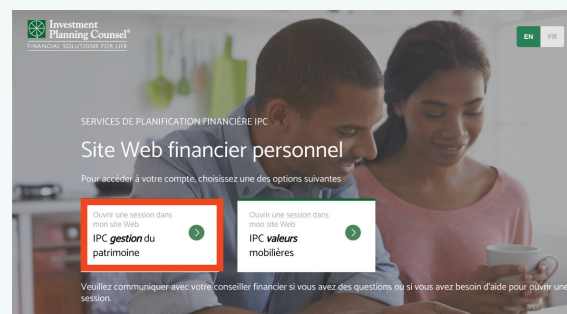 Investment
Planning Counsel®
FINANCIAL SOLUTIONS FOR LIFE
EN FR
SERVICES DE PLANIFICATION FINANCIÈRE IPC
Site Web financier personnel
Pour accéder à votre compte, choisissez une des options suivantes
Ouvrir une session dans
mon site Web
IPC gestion du
patrimoine
Ouvrir une session dans
mon site Web
IPC valeurs
mobilières
Veuillez communiquer avec votre conseiller financier si vous avez des questions ou si vous avez besoin d'aide pour ouvrir une
session.